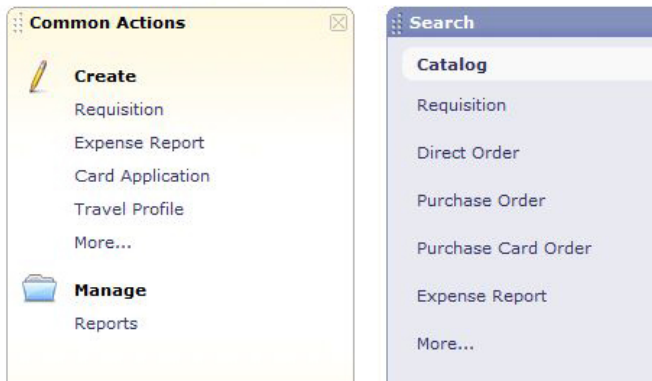 Common Actions
Create
Requisition
Expense Report
Card Application
Travel Profile
More...
Manage
Reports
Search
Catalog
Requisition
Direct Order
Purchase Order
Purchase Card Order
Expense Report
More...